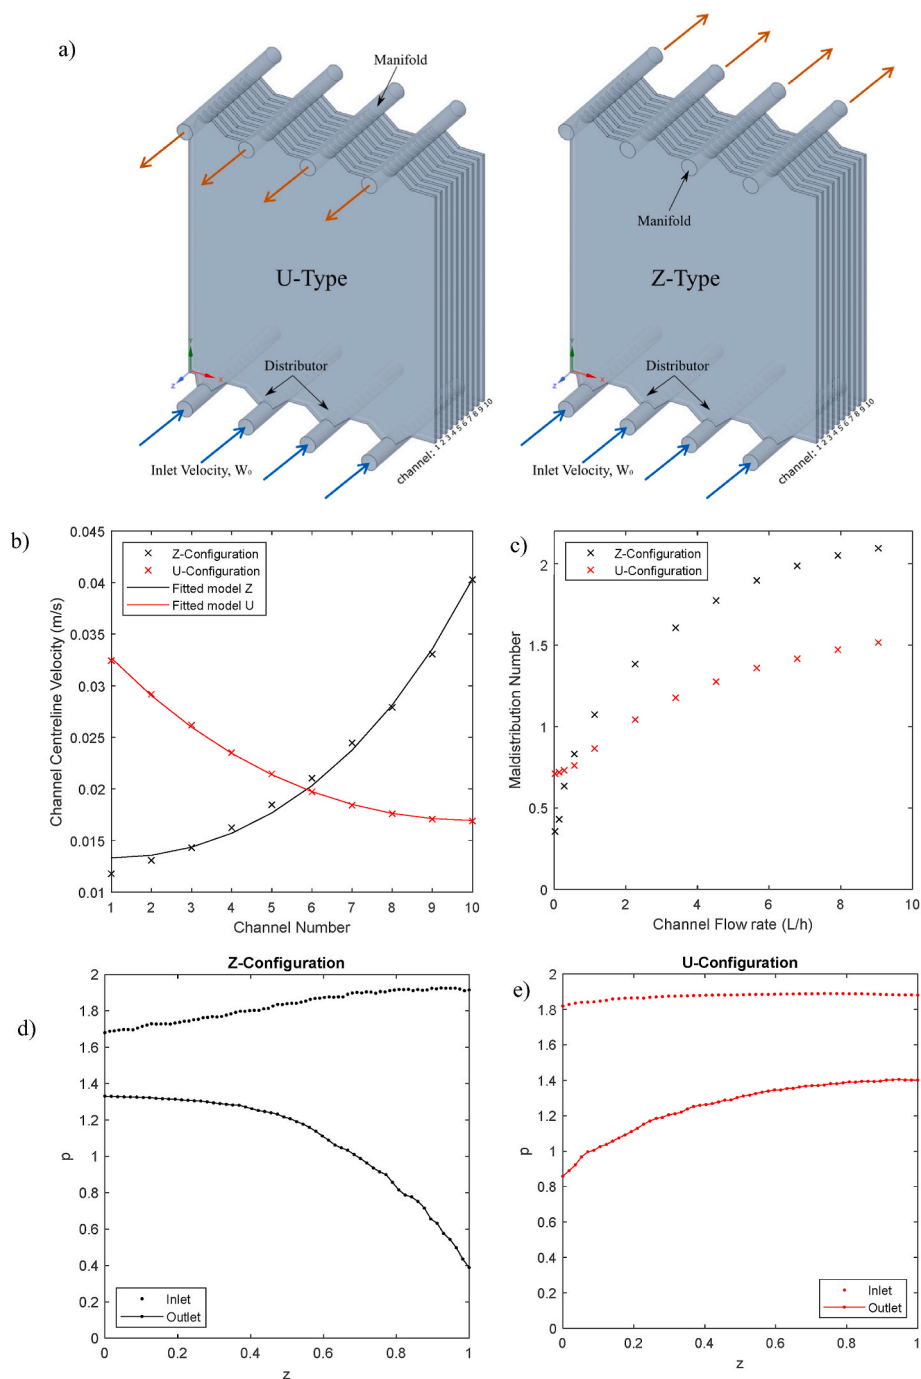 a)
Manifold
Manifold
U-Type
Z-Type
Y
X
Z
Distributor
Inlet Velocity, W₀
channel: 1 2 3 4 5 6 7 8 9 10
Y
X
Z
Distributor
Inlet Velocity, W₀
channel: 1 2 3 4 5 6 7 8 9 10
b)
0.045
0.04
0.035
0.03
0.025
0.02
0.015
0.01
Channel Centreline Velocity (m/s)
Z-Configuration
U-Configuration
Fitted model Z
Fitted model U
1 2 3 4 5 6 7 8 9 10
Channel Number
c)
2
1.5
1
0.5
0
Maldistribution Number
Z-Configuration
U-Configuration
0 2 4 6 8 10
Channel Flow rate (L/h)
d)
Z-Configuration
2
1.8
1.6
1.4
1.2
1
0.8
0.6
0.4
0.2
0
p
Inlet
Outlet
0 0.2 0.4 0.6 0.8 1
z
e)
U-Configuration
2
1.8
1.6
1.4
1.2
1
0.8
0.6
0.4
0.2
0
p
Inlet
Outlet
0 0.2 0.4 0.6 0.8 1
z